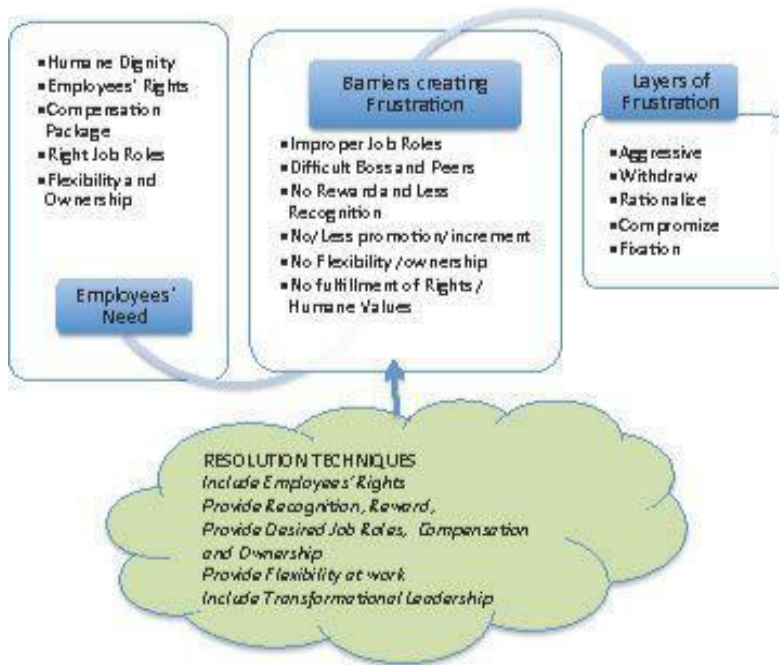 Humane Dignity
Employees' Rights
Compensation
Package
Right Job Roles
Flexibility and
Ownership
Employees'
Need
Barriers creating
Frustration
Improper Job Roles
Difficult Boss and Peers
No Reward and Less
Recognition
No/Less promotion/increment
No Flexibility/ownership
No fulfillment of Rights/
Humane Values
Layers of
Frustration
Aggressive
Withdraw
Rationalize
Compromize
Fixation
RESOLUTION TECHNIQUES
Include Employees' Rights
Provide Recognition, Reward,
Provide Desired Job Roles, Compensation
and Ownership
Provide Flexibility at work
Include Transformational Leadership